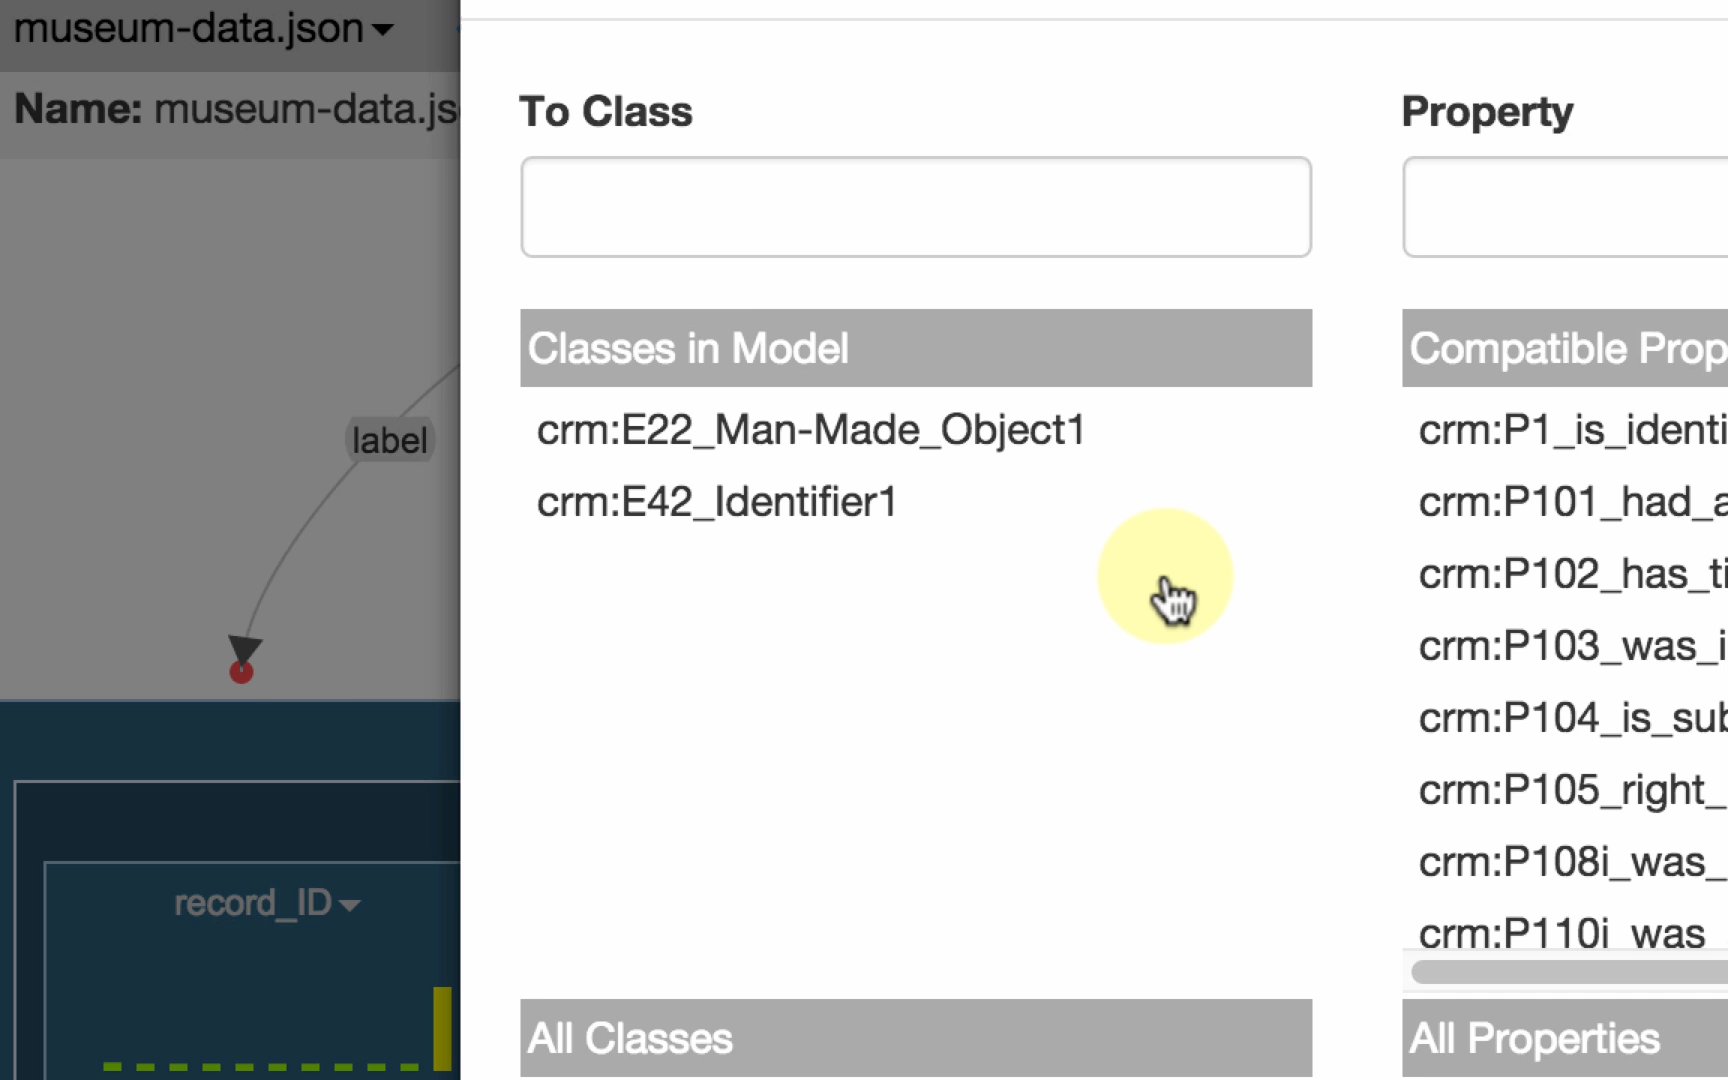 museum-data.json
Name: museum-data.js
label
record_ID
To Class
Classes in Model
crm:E22_Man-Made_Object1
crm:E42_Identifier1
All Classes
Property
Compatible Prop
crm:P1_is_identi
crm:P101_had_a
crm:P102_has_ti
crm:P103_was_i
crm:P104_is_sub
crm:P105_right_
crm:P108i_was_
crm:P110i_was_
All Properties